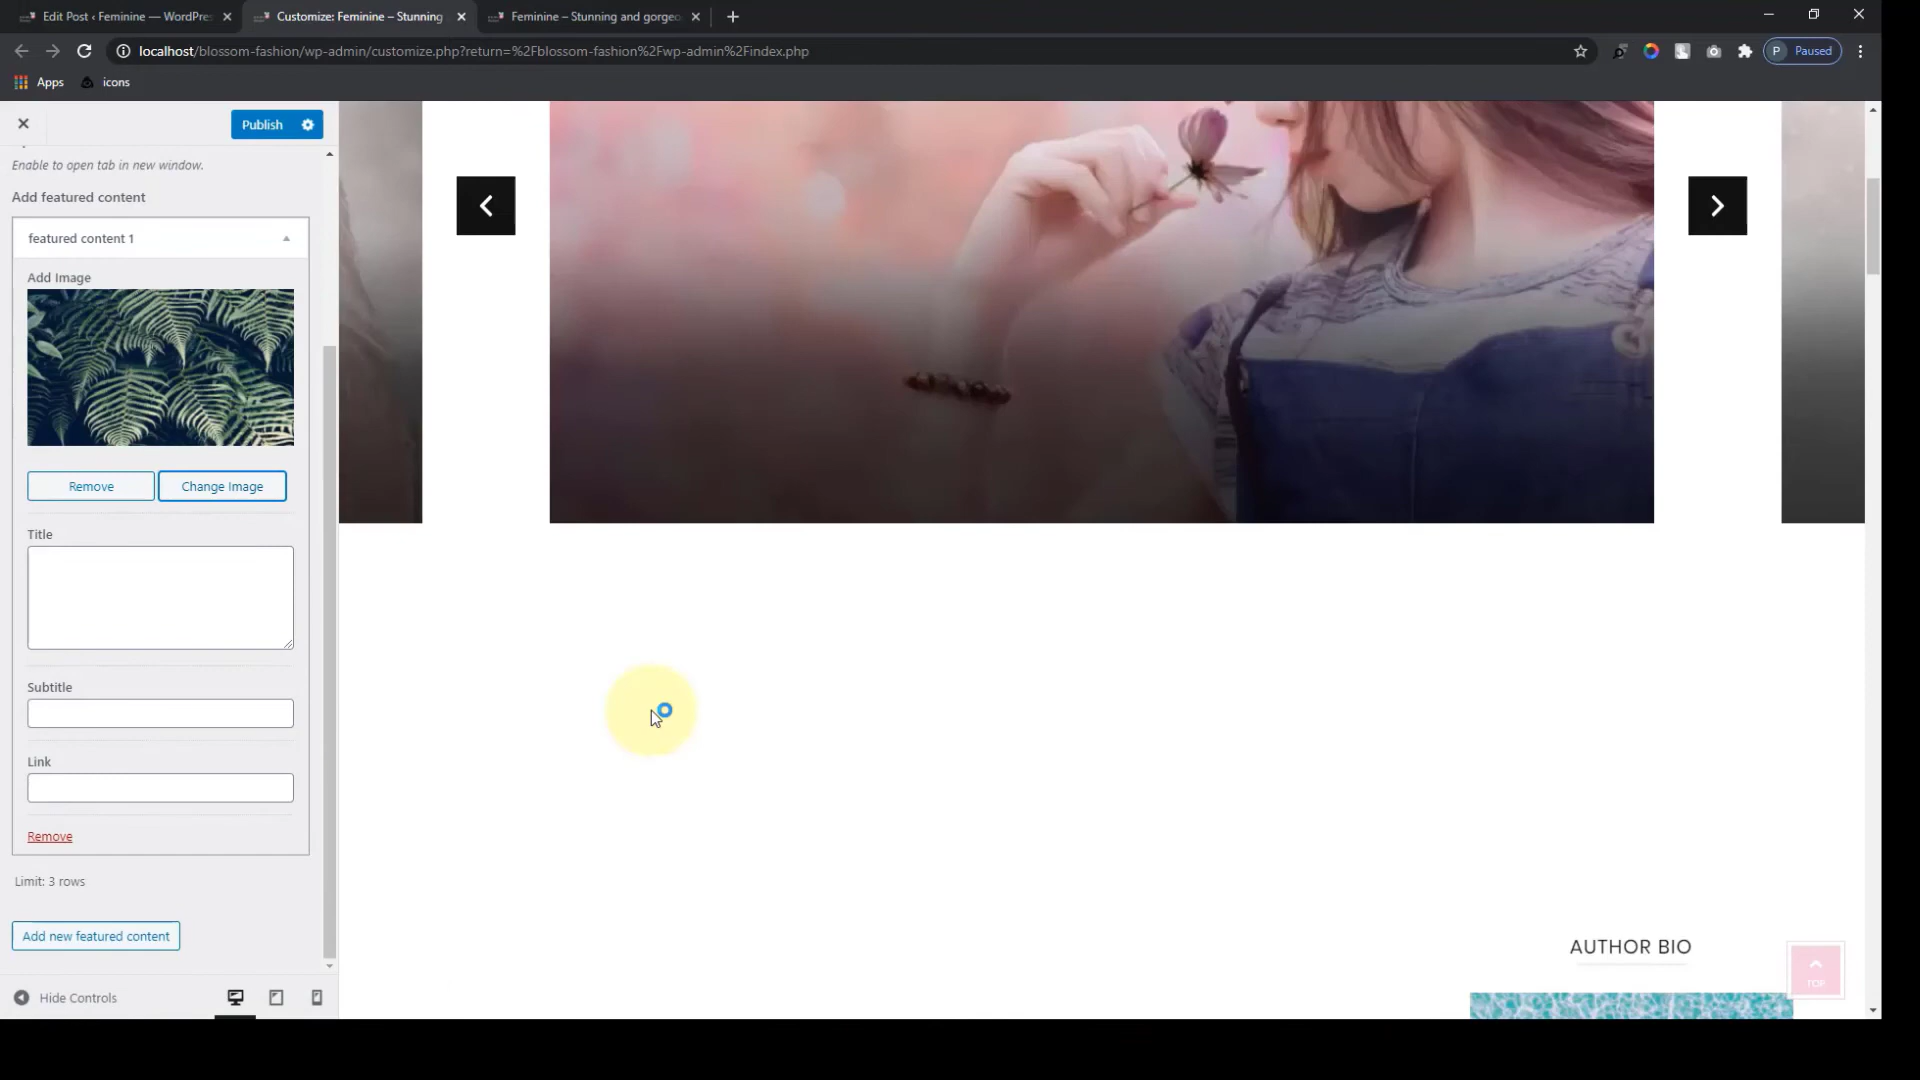 Edit Post ‹ Feminine — WordPres
Customize: Feminine – Stunning
Feminine – Stunning and gorgeo
localhost/blossom-fashion/wp-admin/customize.php?return=%2Fblossom-fashion%2Fwp-admin%2Findex.php
P Paused
Apps
icons
Publish
Enable to open tab in new window.
Add featured content
featured content 1
Add Image
Remove
Change Image
Title
Subtitle
Link
Remove
Limit: 3 rows
Add new featured content
Hide Controls
AUTHOR BIO
TOP